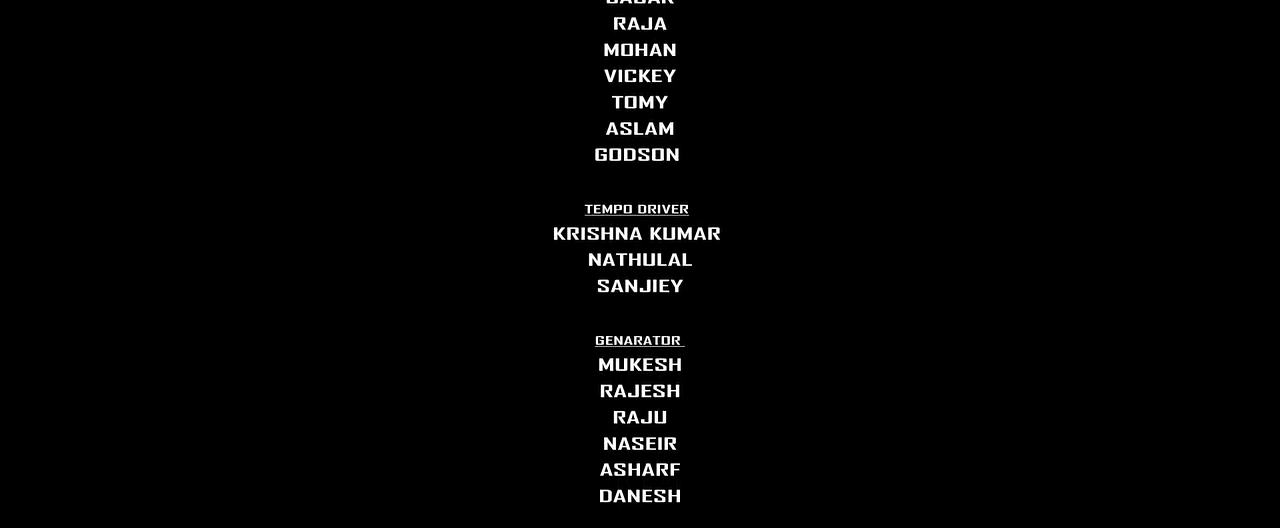 RAJA
MOHAN
VICKEY
TOMY
ASLAM
GODSON
TEMPO DRIVER
KRISHNA KUMAR
NATHULAL
SANJIEY
GENARATOR
MUKESH
RAJESH
RAJU
NASEIR
ASHARF
DANESH